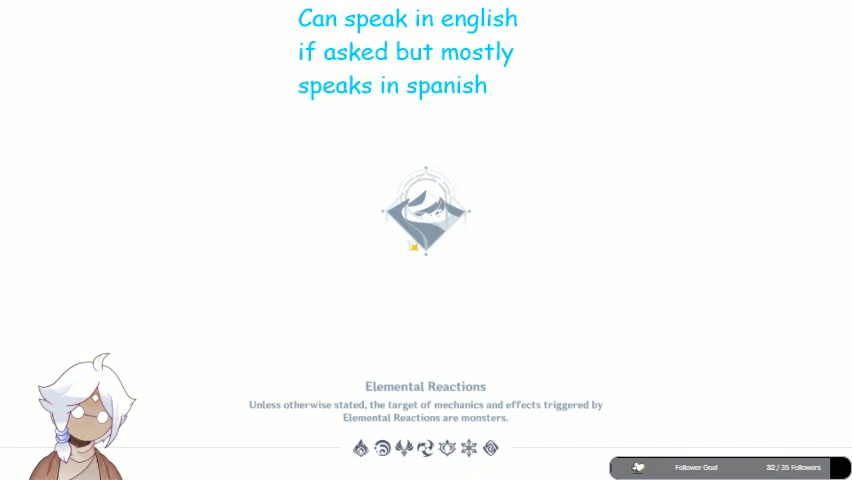 Can speak in english
if asked but mostly
speaks in spanish
Elemental Reactions
Unless otherwise stated, the target of mechanics and effects triggered by
Elemental Reactions are monsters.
Follower Goal
32 / 35 Followers